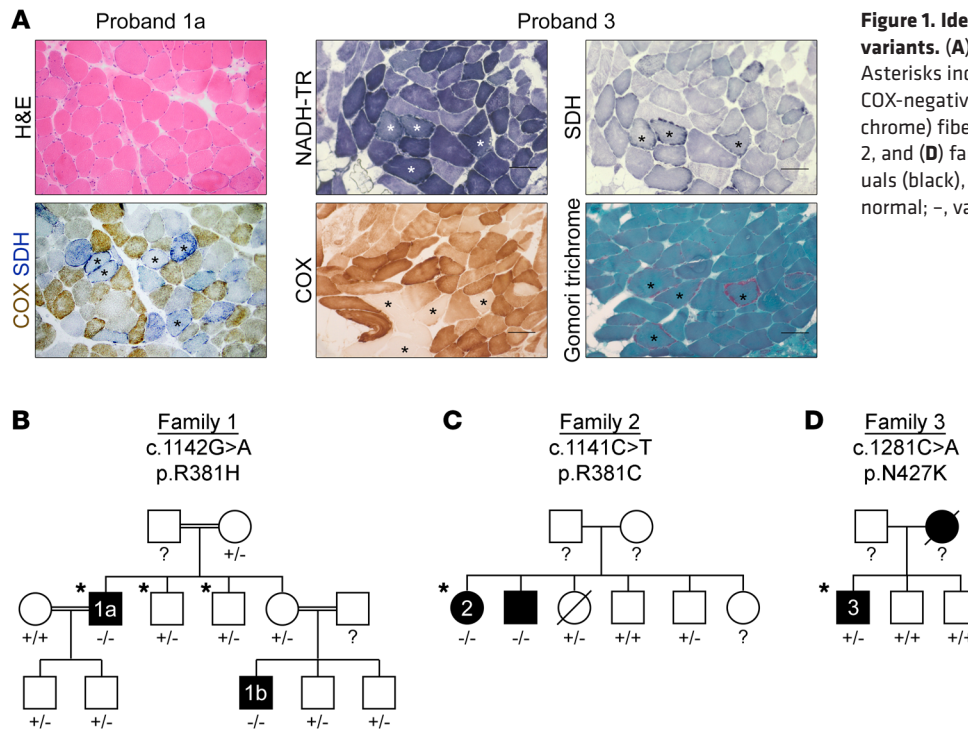 A
Proband 1a
Proband 3
H&E
NADH-TR
SDH
* * * *
* * *
COX SDH
COX
Gomori trichrome
* * * *
* * * *
* * * *
Figure 1. Ide
variants. (A)
Asterisks inc
COX-negativ
chrome) fibe
2, and (D) fa
uals (black),
normal; –, va
B
Family 1
c.1142G>A
p.R381H
?
+/-
* * *
1a
+/+
-/-
+/-
+/-
+/-
?
1b
+/-
+/-
-/-
+/-
+/-
C
Family 2
c.1141C>T
p.R381C
?
?
*
2
-/-
-/-
+/-
+/+
+/-
?
D
Family 3
c.1281C>A
p.N427K
?
?
*
3
+/-
+/+
+/+